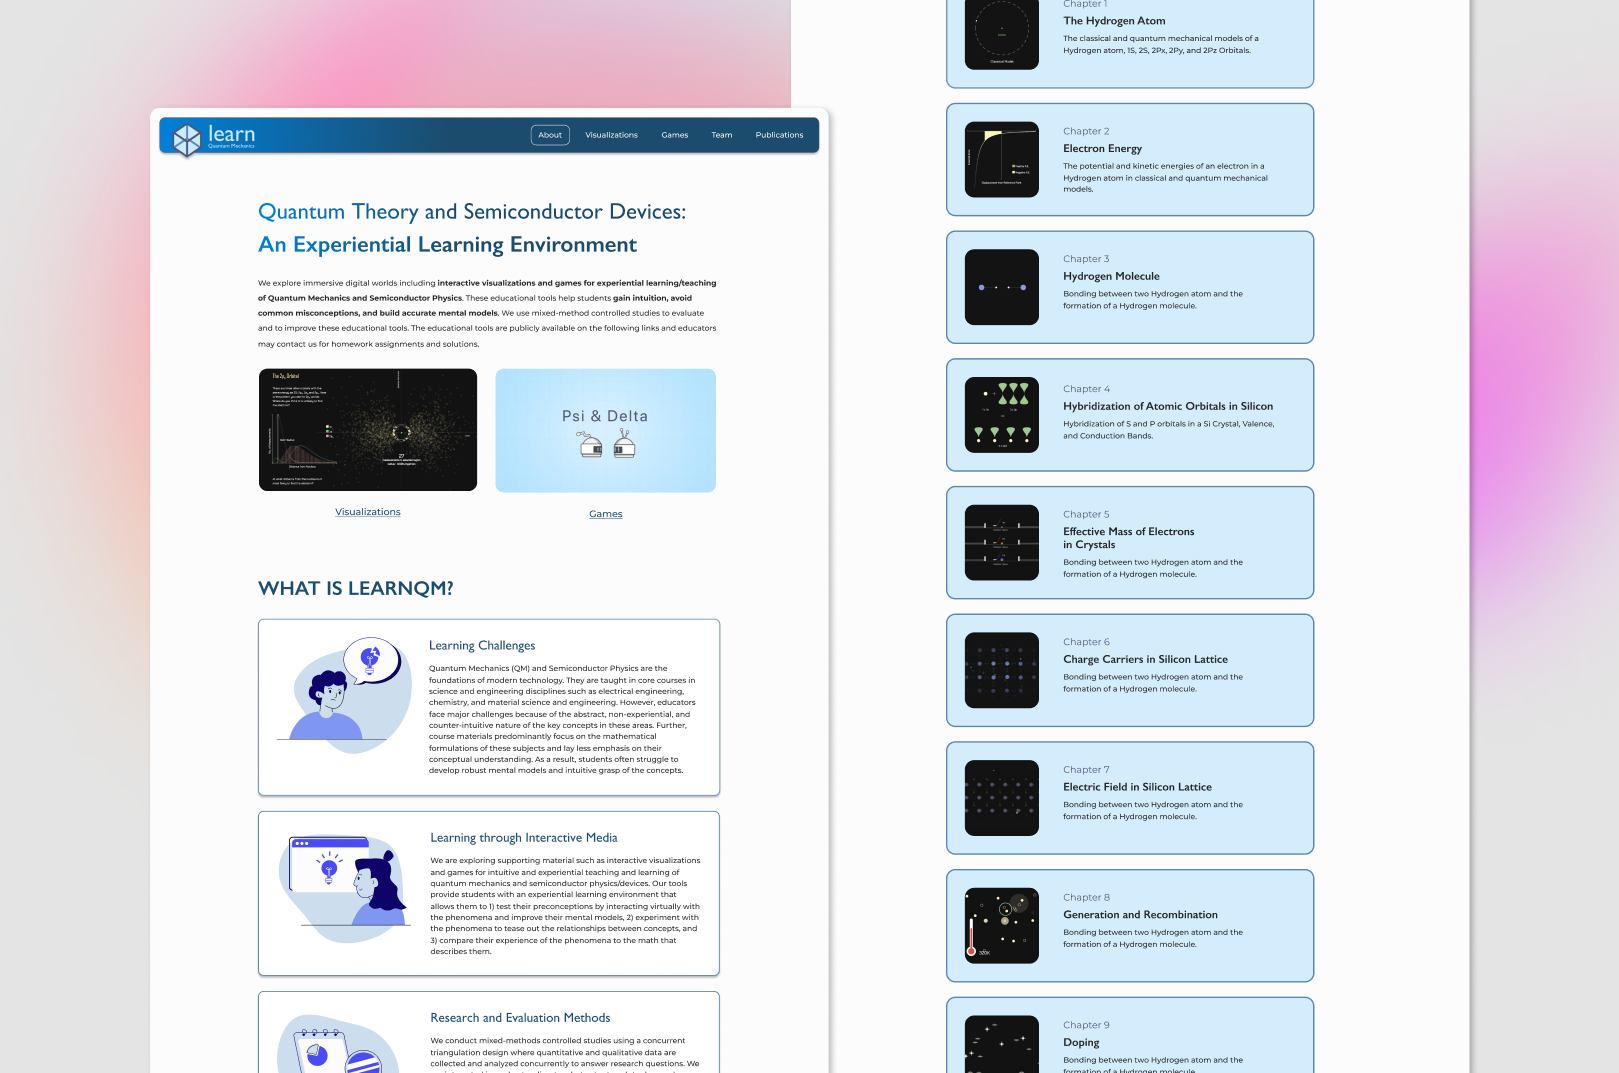 learn
Quantum Mechanics
About
Visualizations
Games
Team
Publications
Quantum Theory and Semiconductor Devices:
An Experiential Learning Environment
We explore immersive digital worlds including interactive visualizations and games for experiential learning/teaching
of Quantum Mechanics and Semiconductor Physics. These educational tools help students gain intuition, avoid
common misconceptions, and build accurate mental models. We use mixed-method controlled studies to evaluate
and to improve these educational tools. The educational tools are publicly available on the following links and educators
may contact us for homework assignments and solutions.
Psi & Delta
Visualizations
Games
WHAT IS LEARNQM?
Learning Challenges
Quantum Mechanics (QM) and Semiconductor Physics are the
foundations of modern technology. They are taught in core courses in
science and engineering disciplines such as electrical engineering,
chemistry, and material science and engineering. However, educators
face major challenges because of the abstract, non-experiential, and
counter-intuitive nature of the key concepts in these areas. Further,
course materials predominantly focus on the mathematical
formulations of these subjects and lay less emphasis on their
conceptual understanding. As a result, students often struggle to
develop robust mental models and intuitive grasp of the concepts.
Learning through Interactive Media
We are exploring supporting material such as interactive visualizations
and games for intuitive and experiential teaching and learning of
quantum mechanics and semiconductor physics/devices. Our tools
provide students with an experiential learning environment that
allows them to 1) test their preconceptions by interacting virtually with
the phenomena and improve their mental models, 2) experiment with
the phenomena to tease out the relationships between concepts, and
3) compare their experience of the phenomena to the math that
describes them.
Research and Evaluation Methods
We conduct mixed-methods controlled studies using a concurrent
triangulation design where quantitative and qualitative data are
collected and analyzed concurrently to answer research questions. We
Chapter 1
The Hydrogen Atom
The classical and quantum mechanical models of a
Hydrogen atom, 1S, 2S, 2Px, 2Py, and 2Pz Orbitals.
Classical Model
Chapter 2
Electron Energy
The potential and kinetic energies of an electron in a
Hydrogen atom in classical and quantum mechanical
models.
Chapter 3
Hydrogen Molecule
Bonding between two Hydrogen atom and the
formation of a Hydrogen molecule.
Chapter 4
Hybridization of Atomic Orbitals in Silicon
Hybridization of S and P orbitals in a Si Crystal, Valence,
and Conduction Bands.
Chapter 5
Effective Mass of Electrons
in Crystals
Bonding between two Hydrogen atom and the
formation of a Hydrogen molecule.
Chapter 6
Charge Carriers in Silicon Lattice
Bonding between two Hydrogen atom and the
formation of a Hydrogen molecule.
Chapter 7
Electric Field in Silicon Lattice
Bonding between two Hydrogen atom and the
formation of a Hydrogen molecule.
Chapter 8
Generation and Recombination
Bonding between two Hydrogen atom and the
formation of a Hydrogen molecule.
Chapter 9
Doping
Bonding between two Hydrogen atom and the
formation of a Hydrogen molecule.